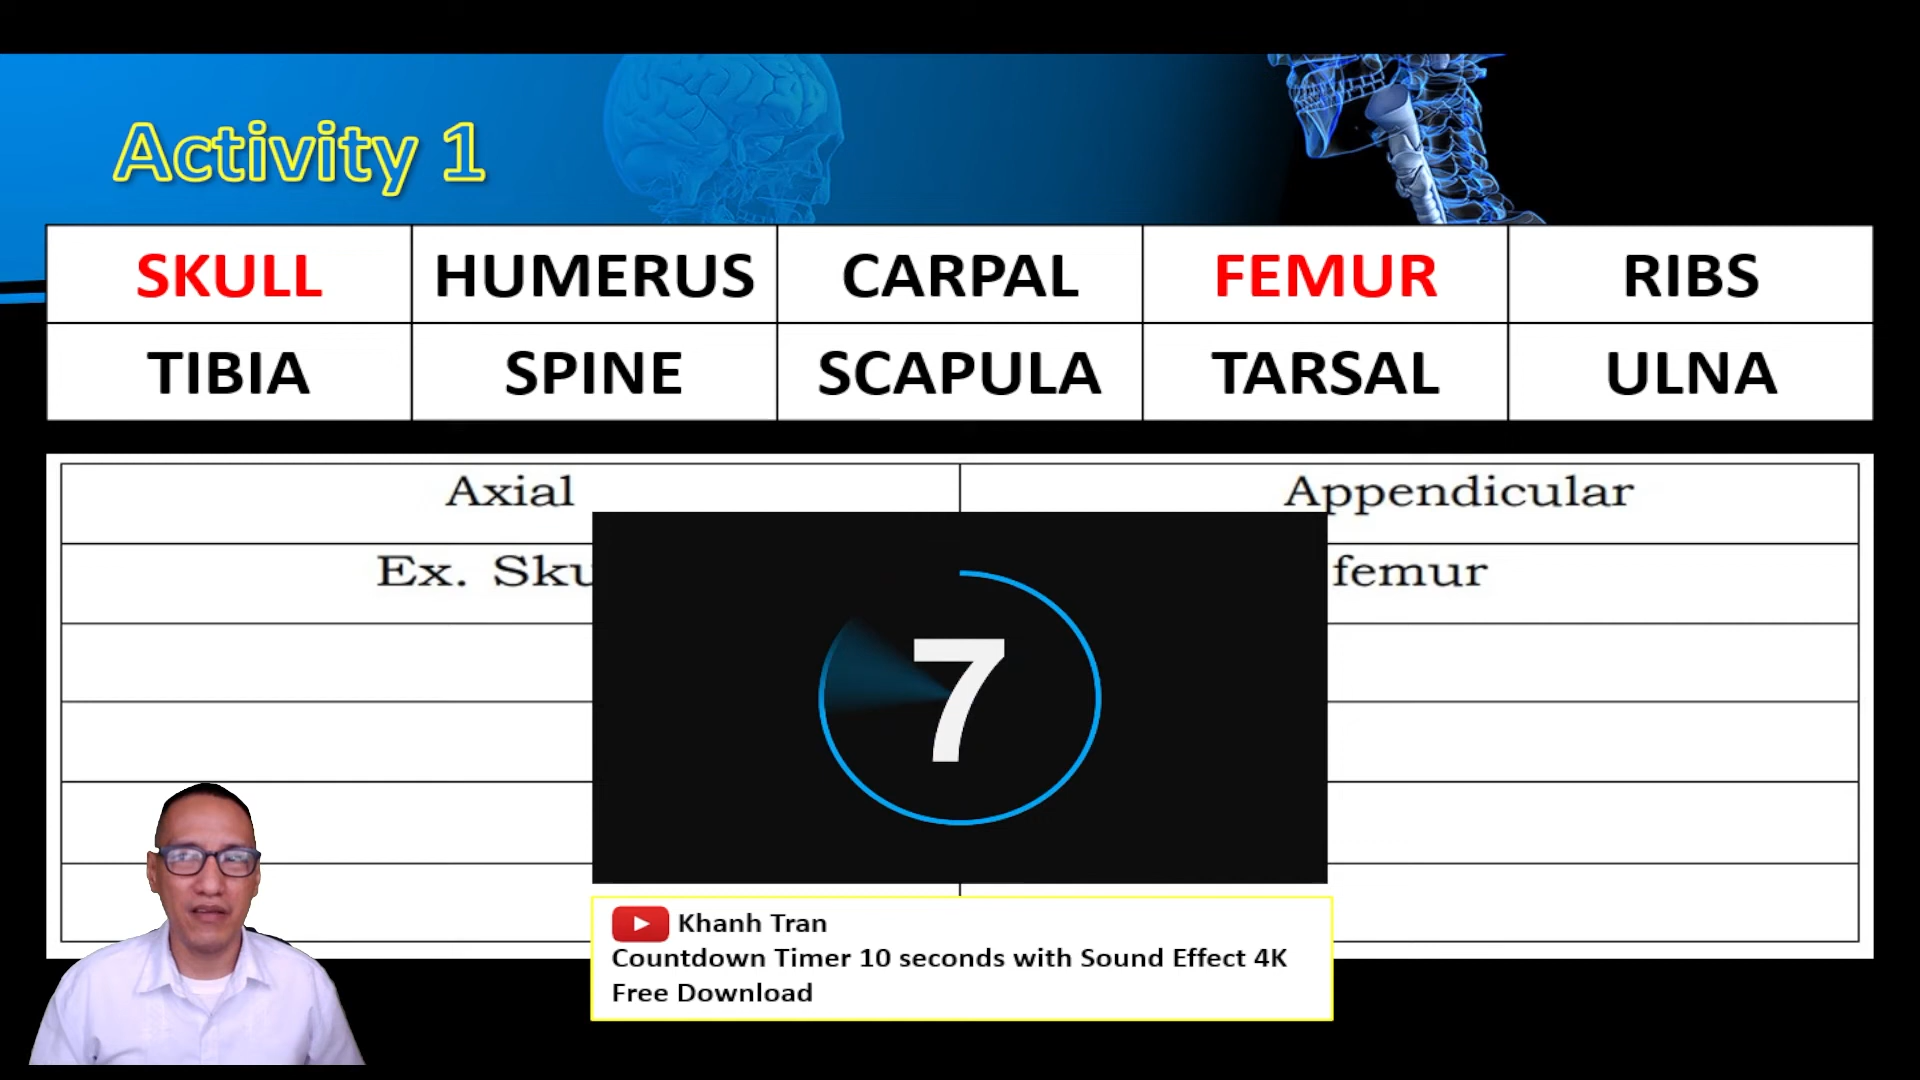 Activity 1
SKULL HUMERUS CARPAL FEMUR RIBS
TIBIA SPINE SCAPULA TARSAL ULNA
Axial Appendicular
Ex. Sku femur
7
Khanh Tran
Countdown Timer 10 seconds with Sound Effect 4K
Free Download